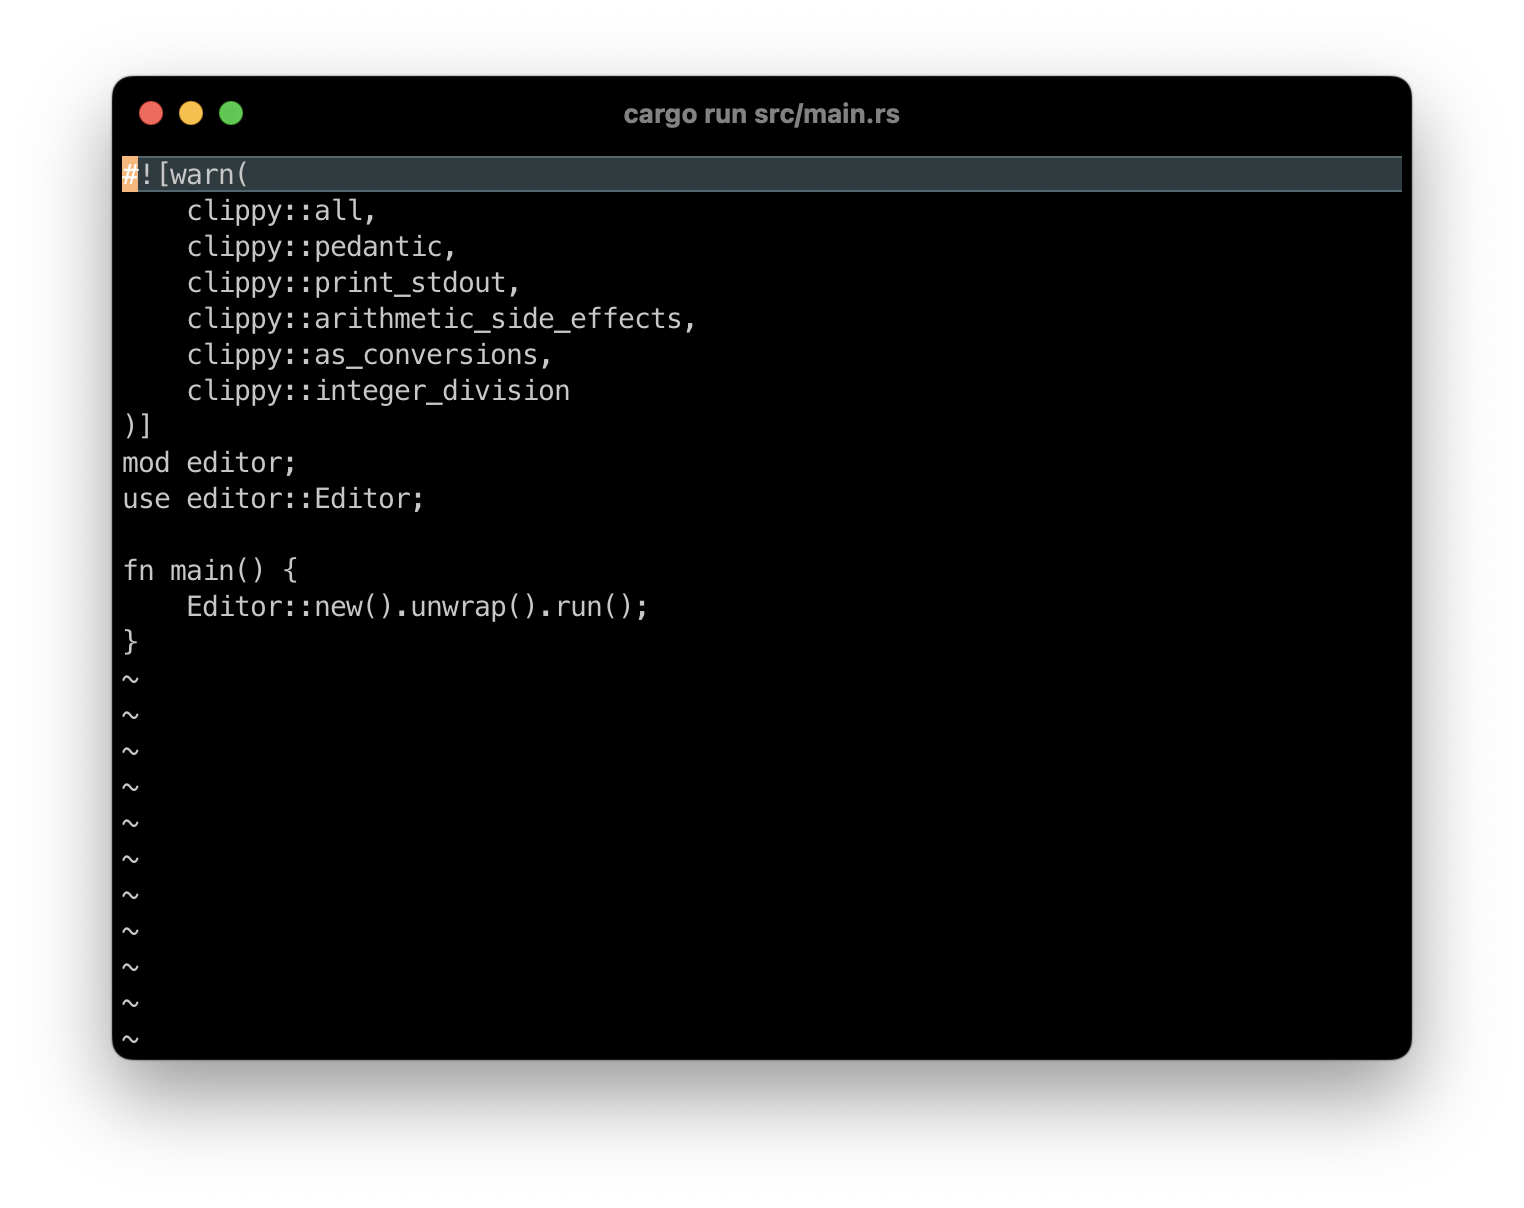 cargo run src/main.rs
#![warn(
    clippy::all,
    clippy::pedantic,
    clippy::print_stdout,
    clippy::arithmetic_side_effects,
    clippy::as_conversions,
    clippy::integer_division
)]
mod editor;
use editor::Editor;

fn main() {
    Editor::new().unwrap().run();
}
~
~
~
~
~
~
~
~
~
~
~